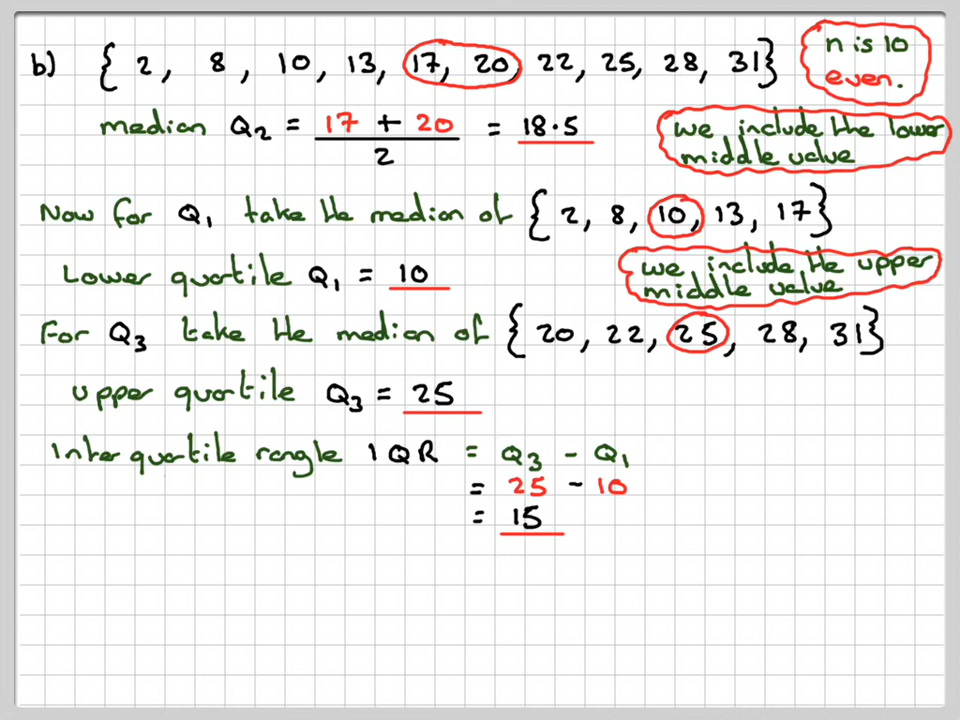 b) { 2, 8, 10, 13, 17, 20, 22, 25, 28, 31}
n is 10
even.
median Q₂ = 17 + 20 / 2 = 18.5
we include the lower
middle value
Now for Q₁ take the median of { 2, 8, 10, 13, 17}
Lower quartile Q₁ = 10
we include the upper
middle value
For Q₃ take the median of { 20, 22, 25, 28, 31}
upper quartile Q₃ = 25
Inter quartile range IQR = Q₃ - Q₁
= 25 - 10
= 15